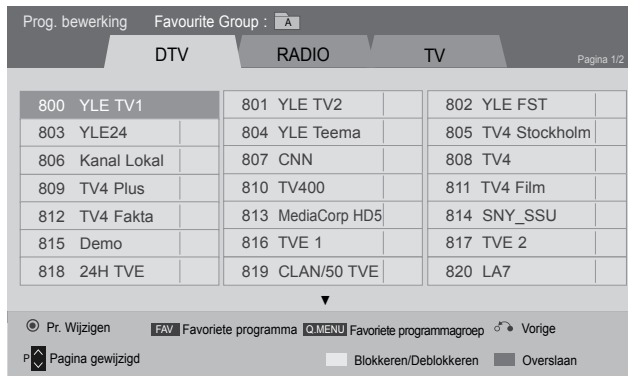 Prog. bewerking Favourite Group : A
DTV RADIO TV Pagina 1/2
800 YLE TV1 801 YLE TV2 802 YLE FST
803 YLE24 804 YLE Teema 805 TV4 Stockholm
806 Kanal Lokal 807 CNN 808 TV4
809 TV4 Plus 810 TV400 811 TV4 Film
812 TV4 Fakta 813 MediaCorp HD5 814 SNY_SSU
815 Demo 816 TVE 1 817 TVE 2
818 24H TVE 819 CLAN/50 TVE 820 LA7
Pr. Wijzigen FAV Favoriete programma Q.MENU Favoriete programmagroep Vorige
P Pagina gewijzigd Blokkeren/Deblokkeren Overslaan